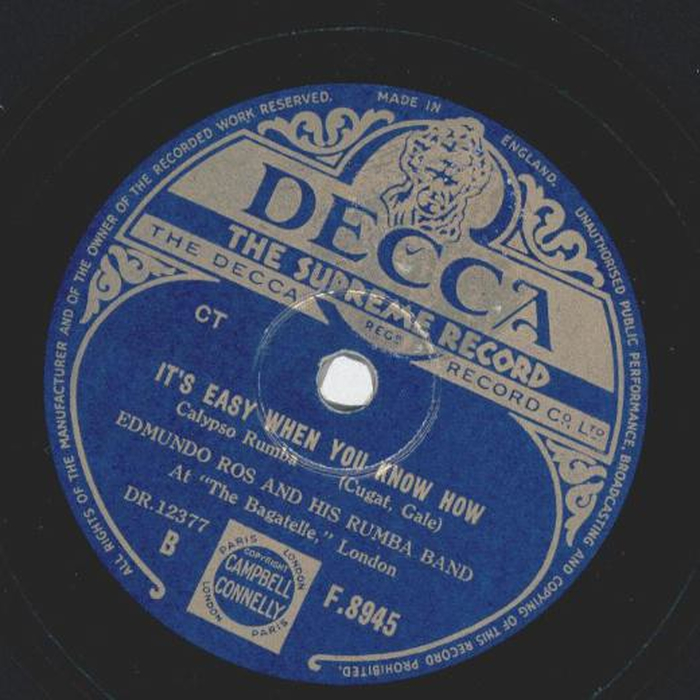 ALL RIGHTS OF THE MANUFACTURER AND OF THE OWNER OF THE RECORDED WORK RESERVED.
MADE IN ENGLAND.
UNAUTHORISED PUBLIC PERFORMANCE, BROADCASTING AND COPYING OF THIS RECORD PROHIBITED.
DECCA
THE SUPREME RECORD
THE DECCA RECORD CO. LTD
REGD
CT
IT'S EASY WHEN YOU KNOW HOW
Calypso Rumba (Cugat, Gale)
EDMUNDO ROS AND HIS RUMBA BAND
At "The Bagatelle," London
DR.12377
B
PARIS LONDON
COPYRIGHT
CAMPBELL
CONNELLY
LONDON PARIS
F.8945